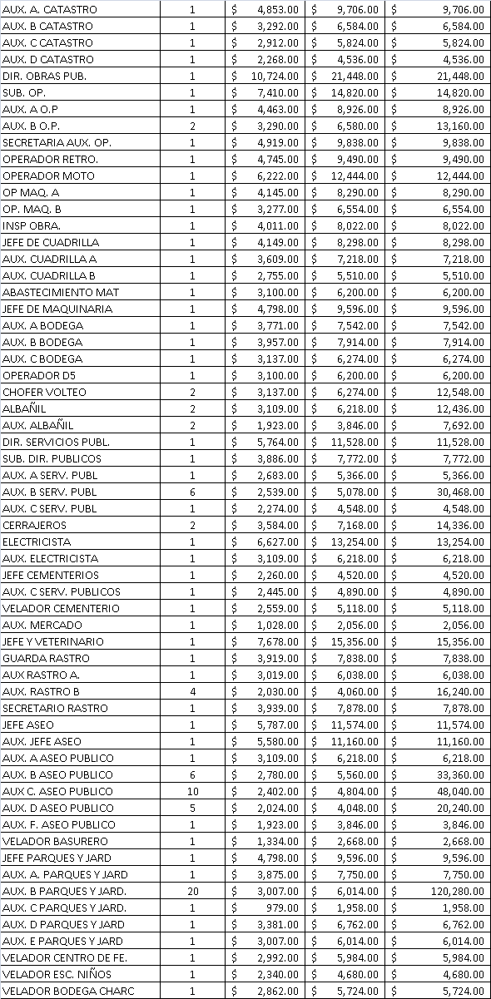 AUX. A. CATASTRO 1 $ 4,853.00 $ 9,706.00 9,706.00
AUX. B CATASTRO 1 $ 3,292.00 $ 6,584.00 $ 6,584.00
AUX. C CATASTRO 1 $ 2,912.00 $ 5,824.00 $ 5,824.00
AUX. D CATASTRO 1 $ 2,268.00 $ 4,536.00 $ 4,536.00
DIR. OBRAS PUB. 1 $ 10,724.00 $ 21,448.00 $ 21,448.00
SUB. OP. 1 $ 7,410.00 $ 14,820.00 $ 14,820.00
AUX. A O.P 1 $ 4,463.00 $ 8,926.00 $ 8,926.00
AUX. B O.P. 2 $ 3,290.00 $ 6,580.00 $ 13,160.00
SECRETARIA AUX. OP. 1 $ 4,919.00 $ 9,838.00 $ 9,838.00
OPERADOR RETRO. 1 $ 4,745.00 $ 9,490.00 $ 9,490.00
OPERADOR MOTO 1 $ 6,222.00 $ 12,444.00 $ 12,444.00
OP MAQ. A 1 $ 4,145.00 $ 8,290.00 $ 8,290.00
OP. MAQ. B 1 $ 3,277.00 $ 6,554.00 $ 6,554.00
INSP OBRA. 1 $ 4,011.00 $ 8,022.00 $ 8,022.00
JEFE DE CUADRILLA 1 $ 4,149.00 $ 8,298.00 $ 8,298.00
AUX. CUADRILLA A 1 $ 3,609.00 $ 7,218.00 $ 7,218.00
AUX. CUADRILLA B 1 $ 2,755.00 $ 5,510.00 $ 5,510.00
ABASTECIMIENTO MAT 1 $ 3,100.00 $ 6,200.00 $ 6,200.00
JEFE DE MAQUINARIA 1 $ 4,798.00 $ 9,596.00 $ 9,596.00
AUX. A BODEGA 1 $ 3,771.00 $ 7,542.00 $ 7,542.00
AUX. B BODEGA 1 $ 3,957.00 $ 7,914.00 $ 7,914.00
AUX. C BODEGA 1 $ 3,137.00 $ 6,274.00 $ 6,274.00
OPERADOR D5 1 $ 3,100.00 $ 6,200.00 $ 6,200.00
CHOFER VOLTEO 2 $ 3,137.00 $ 6,274.00 $ 12,548.00
ALBAÑIL 2 $ 3,109.00 $ 6,218.00 $ 12,436.00
AUX. ALBAÑIL 2 $ 1,923.00 $ 3,846.00 $ 7,692.00
DIR. SERVICIOS PUBL. 1 $ 5,764.00 $ 11,528.00 $ 11,528.00
SUB. DIR. PUBLICOS 1 $ 3,886.00 $ 7,772.00 $ 7,772.00
AUX. A SERV. PUBL 1 $ 2,683.00 $ 5,366.00 $ 5,366.00
AUX. B SERV. PUBL 6 $ 2,539.00 $ 5,078.00 $ 30,468.00
AUX. C SERV. PUBL 1 $ 2,274.00 $ 4,548.00 $ 4,548.00
CERRAJEROS 2 $ 3,584.00 $ 7,168.00 $ 14,336.00
ELECTRICISTA 1 $ 6,627.00 $ 13,254.00 $ 13,254.00
AUX. ELECTRICISTA 1 $ 3,109.00 $ 6,218.00 $ 6,218.00
JEFE CEMENTERIOS 1 $ 2,260.00 $ 4,520.00 $ 4,520.00
AUX. C SERV. PUBLICOS 1 $ 2,445.00 $ 4,890.00 $ 4,890.00
VELADOR CEMENTERIO 1 $ 2,559.00 $ 5,118.00 $ 5,118.00
AUX. MERCADO 1 $ 1,028.00 $ 2,056.00 $ 2,056.00
JEFE Y VETERINARIO 1 $ 7,678.00 $ 15,356.00 $ 15,356.00
GUARDA RASTRO 1 $ 3,919.00 $ 7,838.00 $ 7,838.00
AUX RASTRO A. 1 $ 3,019.00 $ 6,038.00 $ 6,038.00
AUX. RASTRO B 4 $ 2,030.00 $ 4,060.00 $ 16,240.00
SECRETARIO RASTRO 1 $ 3,939.00 $ 7,878.00 $ 7,878.00
JEFE ASEO 1 $ 5,787.00 $ 11,574.00 $ 11,574.00
AUX. JEFE ASEO 1 $ 5,580.00 $ 11,160.00 $ 11,160.00
AUX. A ASEO PUBLICO 1 $ 3,109.00 $ 6,218.00 $ 6,218.00
AUX. B ASEO PUBLICO 6 $ 2,780.00 $ 5,560.00 $ 33,360.00
AUX C. ASEO PUBLICO 10 $ 2,402.00 $ 4,804.00 $ 48,040.00
AUX. D ASEO PUBLICO 5 $ 2,024.00 $ 4,048.00 $ 20,240.00
AUX. F. ASEO PUBLICO 1 $ 1,923.00 $ 3,846.00 $ 3,846.00
VELADOR BASURERO 1 $ 1,334.00 $ 2,668.00 $ 2,668.00
JEFE PARQUES Y JARD 1 $ 4,798.00 $ 9,596.00 $ 9,596.00
AUX. A. PARQUES Y JARD 1 $ 3,875.00 $ 7,750.00 $ 7,750.00
AUX. B PARQUES Y JARD. 20 $ 3,007.00 $ 6,014.00 $ 120,280.00
AUX. C PARQUES Y JARD. 1 $ 979.00 $ 1,958.00 $ 1,958.00
AUX. D PARQUES Y JARD 1 $ 3,381.00 $ 6,762.00 $ 6,762.00
AUX. E PARQUES Y JARD 1 $ 3,007.00 $ 6,014.00 $ 6,014.00
VELADOR CENTRO DE FE. 1 $ 2,992.00 $ 5,984.00 $ 5,984.00
VELADOR ESC. NIÑOS 1 $ 2,340.00 $ 4,680.00 $ 4,680.00
VELADOR BODEGA CHARC 1 $ 2,862.00 $ 5,724.00 $ 5,724.00